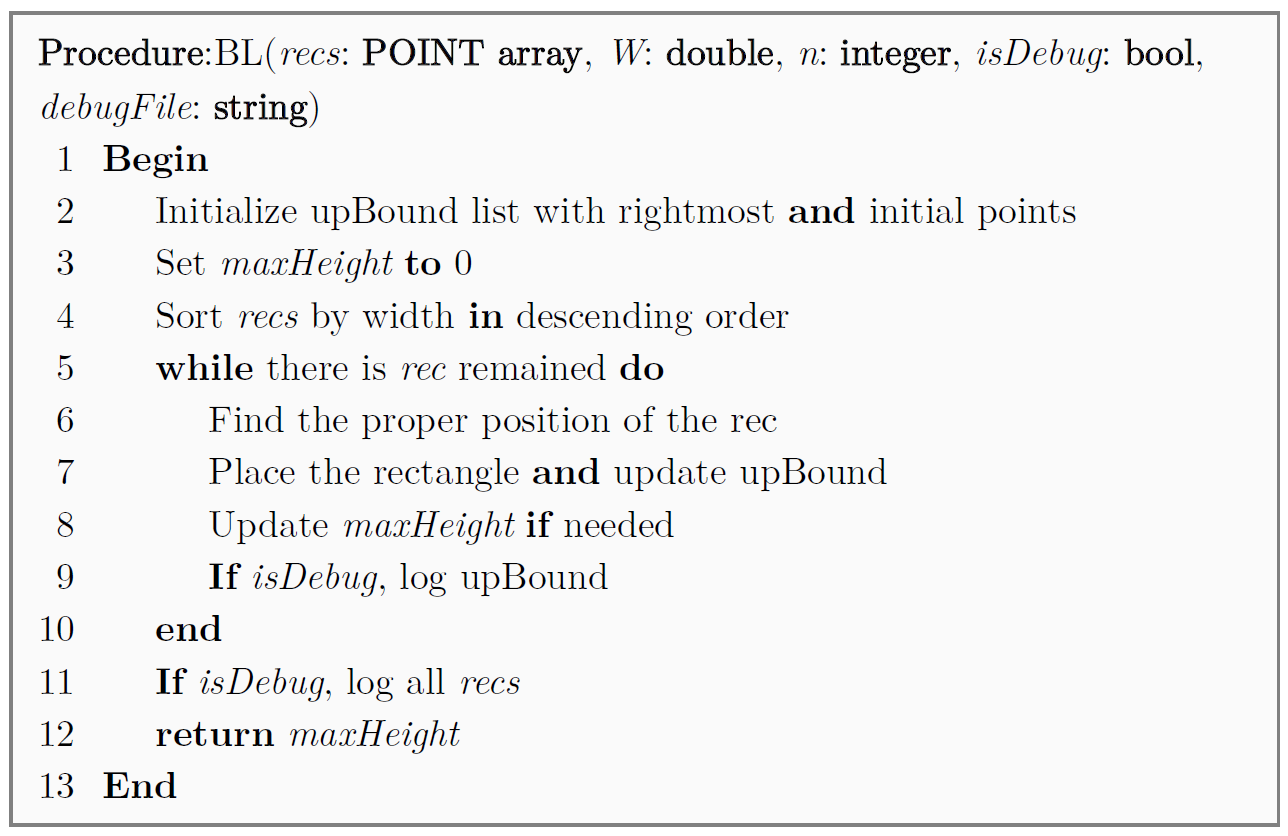 Procedure:BL(recs: POINT array, W: double, n: integer, isDebug: bool,
debugFile: string)
1 Begin
2 Initialize upBound list with rightmost and initial points
3 Set maxHeight to 0
4 Sort recs by width in descending order
5 while there is rec remained do
6 Find the proper position of the rec
7 Place the rectangle and update upBound
8 Update maxHeight if needed
9 If isDebug, log upBound
10 end
11 If isDebug, log all recs
12 return maxHeight
13 End